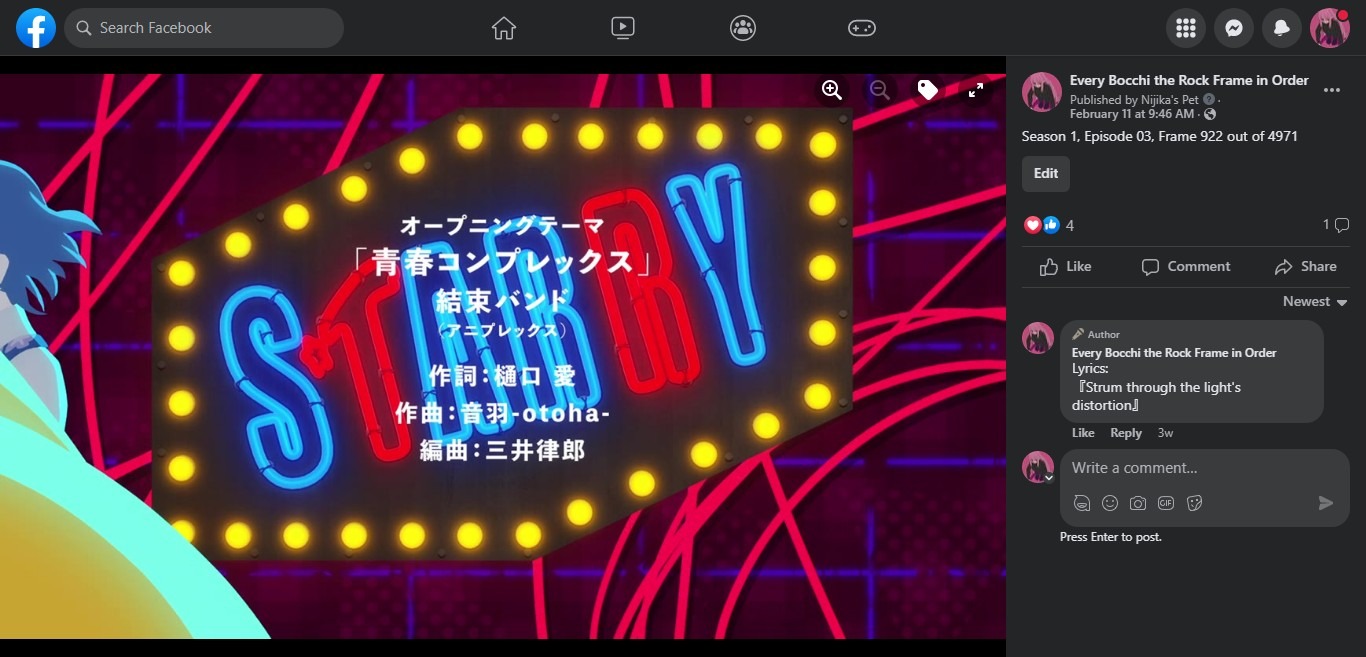 Search Facebook
STARRY
オープニングテーマ
「青春コンプレックス」
結束バンド
(アニプレックス)
作詞:樋口 愛
作曲:音羽-otoha-
編曲:三井律郎
Every Bocchi the Rock Frame in Order
Published by Nijika's Pet ·
February 11 at 9:46 AM ·
Season 1, Episode 03, Frame 922 out of 4971
Edit
4
1
Like Comment Share
Newest
Author
Every Bocchi the Rock Frame in Order
Lyrics:
『Strum through the light's
distortion』
Like Reply 3w
Write a comment...
GIF
Press Enter to post.